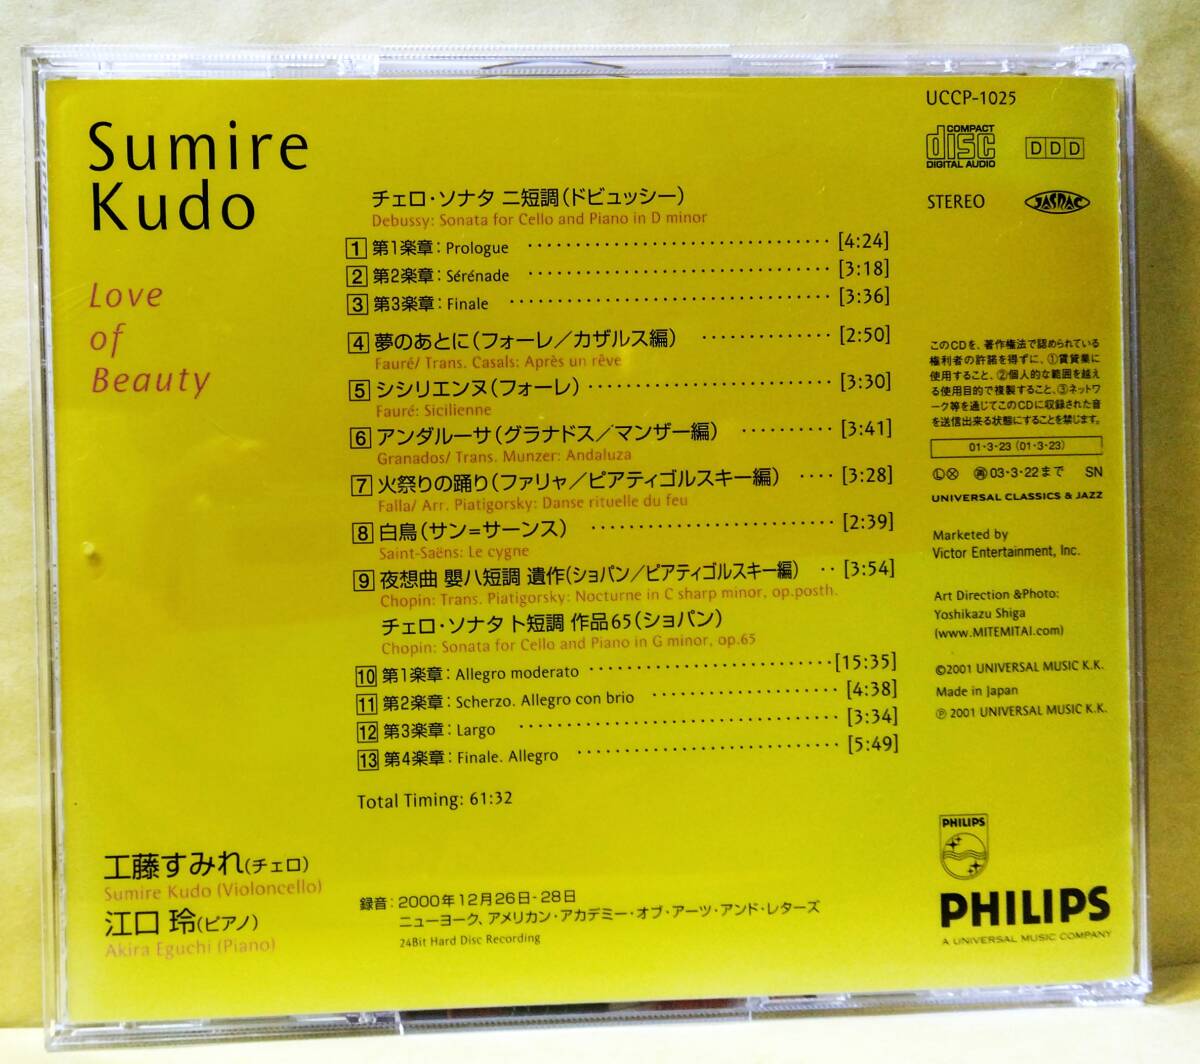 Sumire
Kudo
Love
of
Beauty
チェロ・ソナタ ニ短調(ドビュッシー)
Debussy: Sonata for Cello and Piano in D minor
1 第1楽章: Prologue ································ [4:24]
2 第2楽章: Sérénade ································ [3:18]
3 第3楽章: Finale ································ [3:36]
4 夢のあとに(フォーレ/カザルス編) ············· [2:50]
Fauré/ Trans. Casals: Après un rêve
5 シシリエンヌ(フォーレ) ························· [3:30]
Fauré: Sicilienne
6 アンダルーサ(グラナドス/マンザー編) ·········· [3:41]
Granados/ Trans. Munzer: Andaluza
7 火祭りの踊り(ファリャ/ピアティゴルスキー編) ···· [3:28]
Falla/ Arr. Piatigorsky: Danse rituelle du feu
8 白鳥(サン=サーンス) ························· [2:39]
Saint-Saëns: Le cygne
9 夜想曲 嬰ハ短調 遺作(ショパン/ピアティゴルスキー編) ·· [3:54]
Chopin: Trans. Piatigorsky: Nocturne in C sharp minor, op.posth.
チェロ・ソナタ ト短調 作品65(ショパン)
Chopin: Sonata for Cello and Piano in G minor, op.65
10 第1楽章: Allegro moderato ························· [15:35]
11 第2楽章: Scherzo. Allegro con brio ··················· [4:38]
12 第3楽章: Largo ································ [3:34]
13 第4楽章: Finale. Allegro ··························· [5:49]
Total Timing: 61:32
工藤すみれ(チェロ)
Sumire Kudo (Violoncello)
江口 玲(ピアノ)
Akira Eguchi (Piano)
録音:2000年12月26日-28日
ニューヨーク、アメリカン・アカデミー・オブ・アーツ・アンド・レターズ
24Bit Hard Disc Recording
UCCP-1025
COMPACT
disc
DIGITAL AUDIO
DDD
STEREO
JASRAC
このCDを、著作権法で認められている
権利者の許諾を得ずに、①賃貸業に
使用すること、②個人的な範囲を越え
る使用目的で複製すること、③ネットワ
ーク等を通じてこのCDに収録された音
を送信出来る状態にすることを禁じます。
01・3・23 (01・3・23)
Ⓛⓧ 再 03・3・22まで SN
UNIVERSAL CLASSICS & JAZZ
Marketed by
Victor Entertainment, Inc.
Art Direction &Photo:
Yoshikazu Shiga
(www.MITEMITAI.com)
©2001 UNIVERSAL MUSIC K.K.
Made in Japan
℗ 2001 UNIVERSAL MUSIC K.K.
PHILIPS
PHILIPS
A UNIVERSAL MUSIC COMPANY